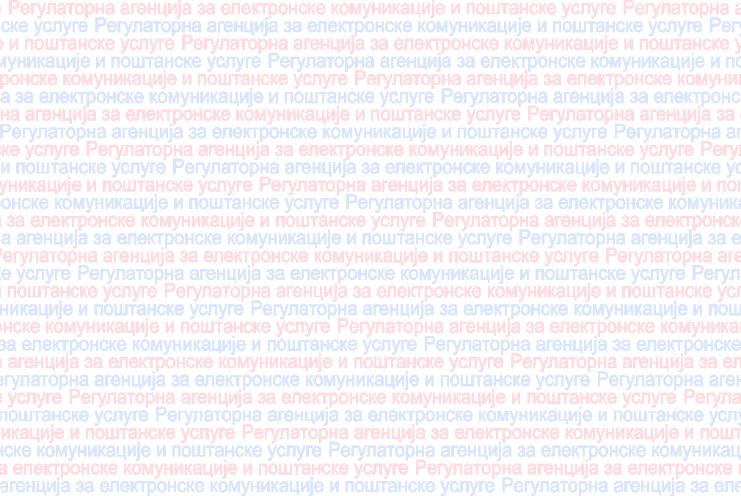 Регулаторна агенција за електронске комуникације и поштанске услуге Регулаторна а
ске услуге Регулаторна агенција за електронске комуникације и поштанске услуге Рег
е и поштанске услуге Регулаторна агенција за електронске комуникације и поштанске у
муникације и поштанске услуге Регулаторна агенција за електронске комуникације и по
ронске комуникације и поштанске услуге Регулаторна агенција за електронске комуник
а за електронске комуникације и поштанске услуге Регулаторна агенција за електронс
на агенција за електронске комуникације и поштанске услуге Регулаторна агенција за
Регулаторна агенција за електронске комуникације и поштанске услуге Регулаторна аг
ке услуге Регулаторна агенција за електронске комуникације и поштанске услуге Регу
и поштанске услуге Регулаторна агенција за електронске комуникације и поштанске ус
уникације и поштанске услуге Регулаторна агенција за електронске комуникације и по
онске комуникације и поштанске услуге Регулаторна агенција за електронске комуника
за електронске комуникације и поштанске услуге Регулаторна агенција за електронск
а агенција за електронске комуникације и поштанске услуге Регулаторна агенција за е
Регулаторна агенција за електронске комуникације и поштанске услуге Регулаторна аге
е услуге Регулаторна агенција за електронске комуникације и поштанске услуге Регул
поштанске услуге Регулаторна агенција за електронске комуникације и поштанске усл
никације и поштанске услуге Регулаторна агенција за електронске комуникације и пош
нске комуникације и поштанске услуге Регулаторна агенција за електронске комуника
за електронске комуникације и поштанске услуге Регулаторна агенција за електронске
агенција за електронске комуникације и поштанске услуге Регулаторна агенција за ел
егулаторна агенција за електронске комуникације и поштанске услуге Регулаторна аген
услуге Регулаторна агенција за електронске комуникације и поштанске услуге Регула
поштанске услуге Регулаторна агенција за електронске комуникације и поштанске услу
икације и поштанске услуге Регулаторна агенција за електронске комуникације и пошт
нске комуникације и поштанске услуге Регулаторна агенција за електронске комуникац
а електронске комуникације и поштанске услуге Регулаторна агенција за електронске
агенција за електронске комуникације и поштанске услуге Регулаторна агенција за еле